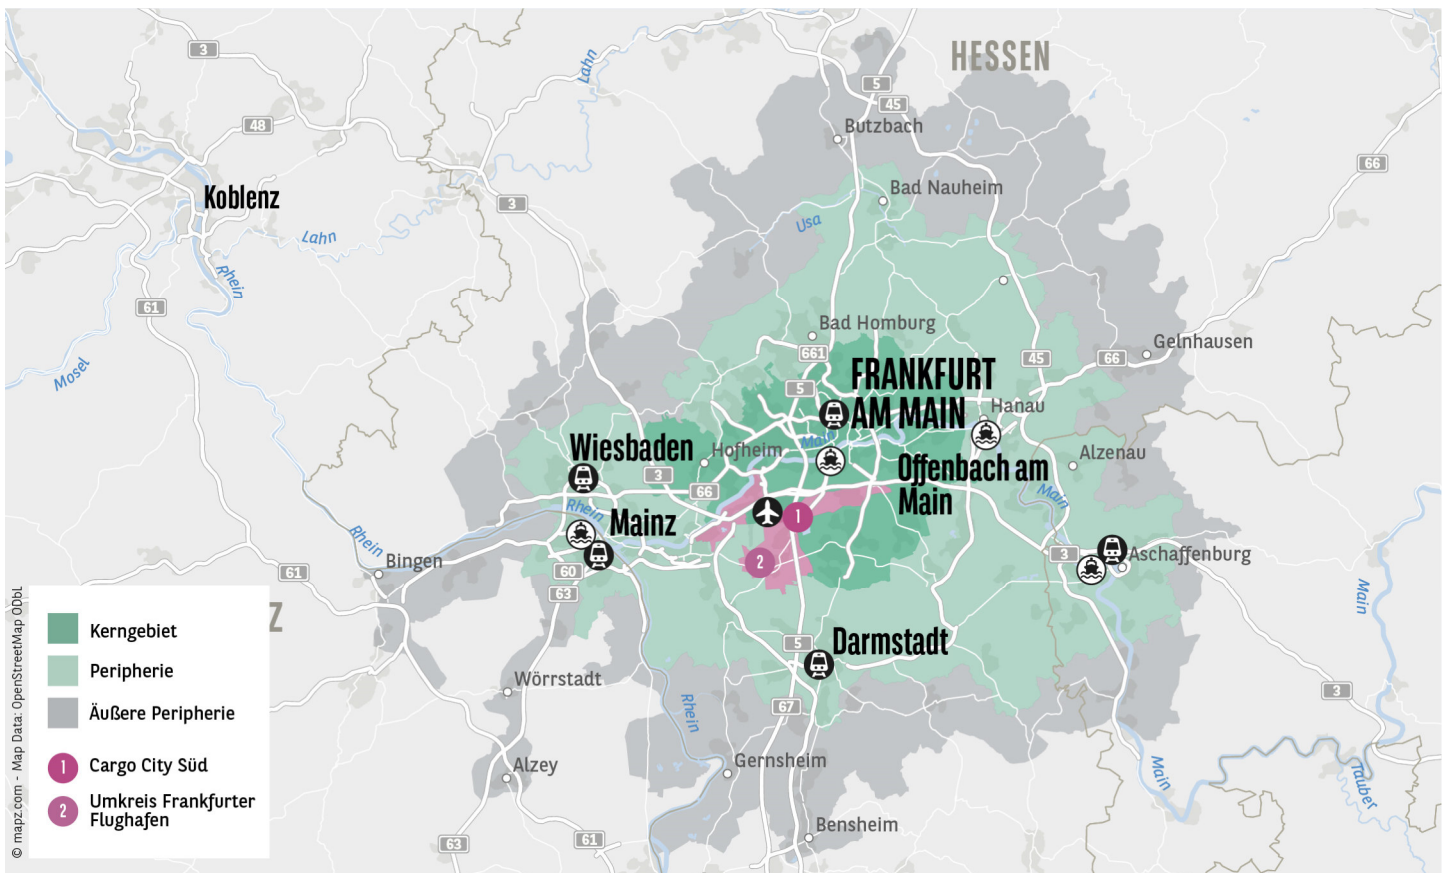 HESSEN
3
5
45
Butzbach
Lahn
48
66
Koblenz
3
Bad Nauheim
Usa
Lahn
Rhein
61
Bad Homburg
Gelnhausen
661
45
66
Mosel
5
FRANKFURT
AM MAIN
Hanau
Main
Wiesbaden
Hofheim
Alzenau
3
66
Offenbach am
Main
Main
Rhein
Mainz
1
Rhein
Bingen
2
3
Aschaffenburg
61
60
63
Main
Z
Kerngebiet
Peripherie
Äußere Peripherie
1
Cargo City Süd
2
Umkreis Frankfurter
Flughafen
5
Darmstadt
Wörrstadt
3
Rhein
67
Gernsheim
Alzey
Main
Tauber
Bensheim
63
61
© mapz.com - Map Data: OpenStreetMap ODbL